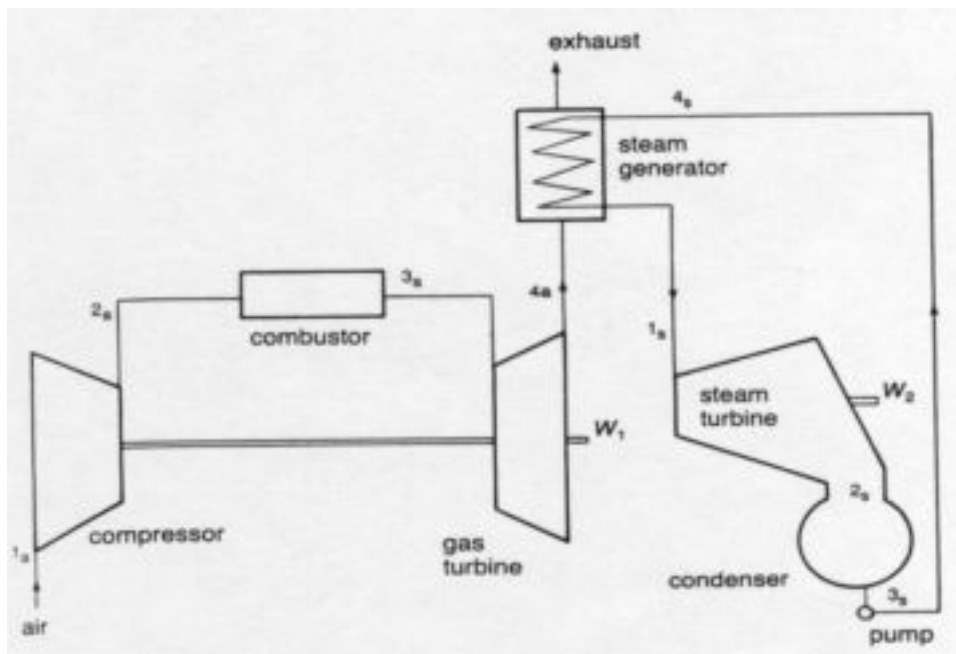 exhaust
4s
steam
generator
3a
2a
4a
combustor
1s
steam
turbine
W2
W1
2s
compressor
gas
turbine
1a
condenser
3s
air
pump